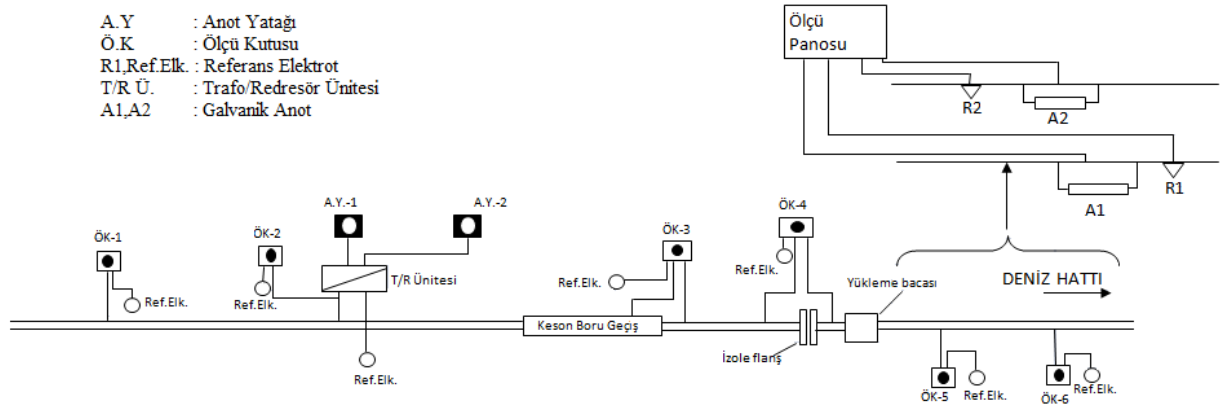 A.Y : Anot Yatağı
Ö.K : Ölçü Kutusu
R1,Ref.Elk. : Referans Elektrot
T/R Ü. : Trafo/Redresör Ünitesi
A1,A2 : Galvanik Anot
Ölçü
Panosu
R2
A2
R1
A1
A.Y.-1
A.Y.-2
ÖK-1
ÖK-2
ÖK-3
ÖK-4
Ref.Elk.
Ref.Elk.
T/R Ünitesi
Ref.Elk.
Ref.Elk.
Yükleme bacası
DENİZ HATTI
Keson Boru Geçiş
İzole flanş
Ref.Elk.
ÖK-5
Ref.Elk.
ÖK-6
Ref.Elk.